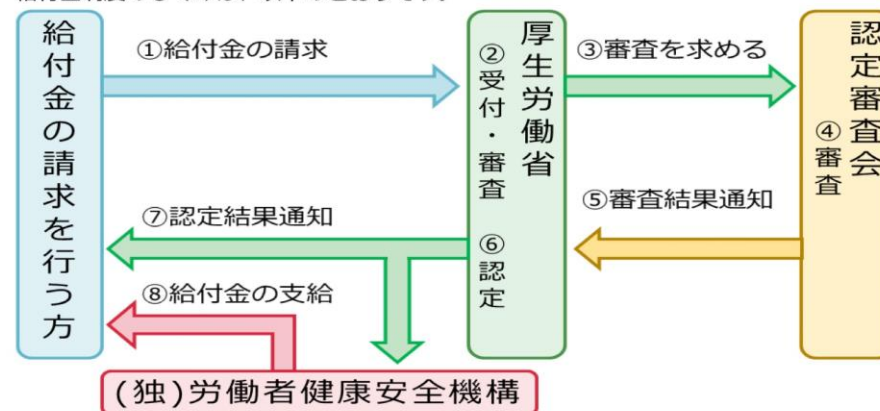 給付金の請求を行う方
①給付金の請求
厚生労働省
②受付・審査
⑥認定
③審査を求める
認定審査会
④審査
⑤審査結果通知
⑦認定結果通知
⑧給付金の支給
(独)労働者健康安全機構